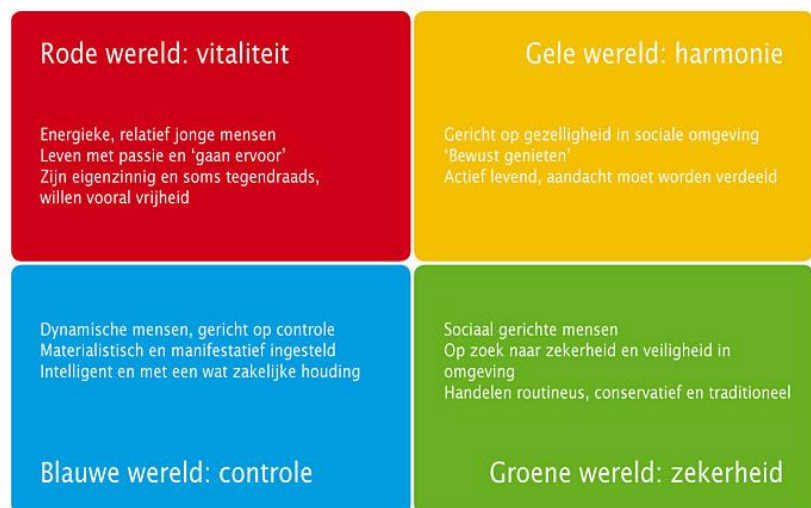 Rode wereld: vitaliteit
Energieke, relatief jonge mensen
Leven met passie en ‘gaan ervoor’
Zijn eigenzinnig en soms tegendraads,
willen vooral vrijheid
Gele wereld: harmonie
Gericht op gezelligheid in sociale omgeving
‘Bewust genieten’
Actief levend, aandacht moet worden verdeeld
Dynamische mensen, gericht op controle
Materialistisch en manifestatief ingesteld
Intelligent en met een wat zakelijke houding
Blauwe wereld: controle
Sociaal gerichte mensen
Op zoek naar zekerheid en veiligheid in
omgeving
Handelen routineus, conservatief en traditioneel
Groene wereld: zekerheid